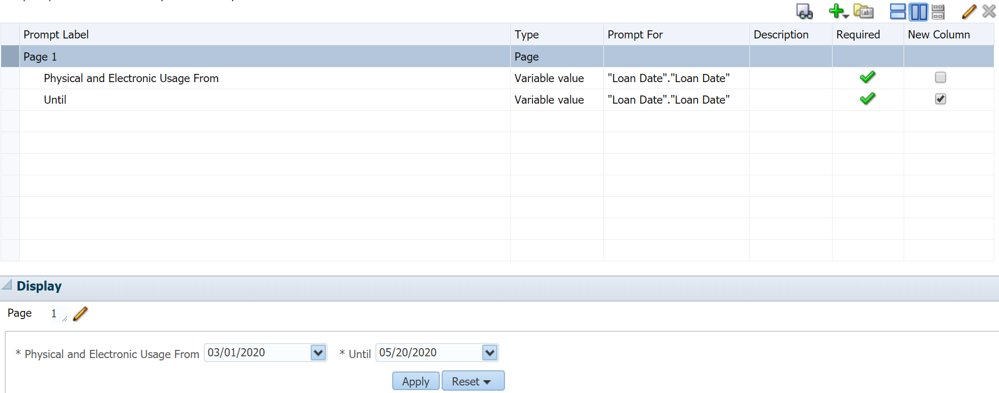 Prompt Label Type Prompt For Description Required New Column
Page 1 Page
Physical and Electronic Usage From Variable value "Loan Date"."Loan Date"
Until Variable value "Loan Date"."Loan Date"
Display
Page 1
* Physical and Electronic Usage From 03/01/2020 * Until 05/20/2020
Apply Reset